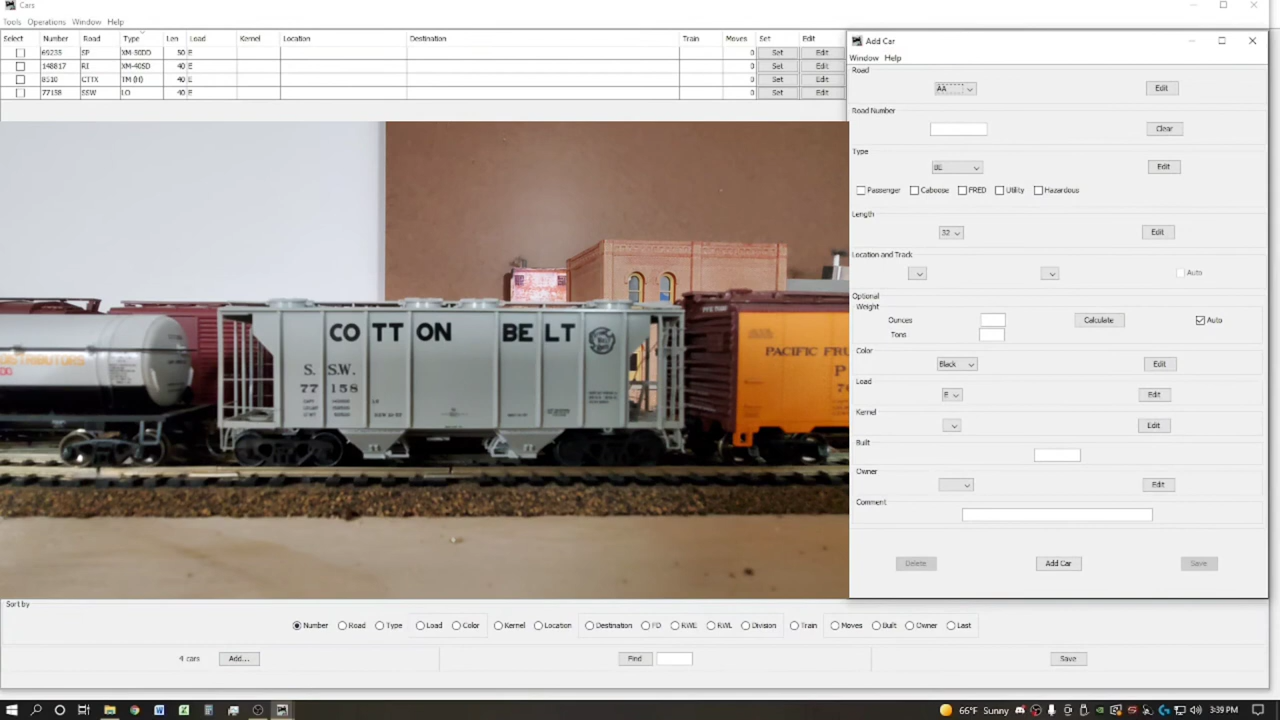 Cars
Tools Operations Window Help
Select Number Road Type Len Load Kernel Location Destination Train Moves Set Edit
69235 SP XM-50DD 50 E 0 Set Edit
148817 RI XM-40SD 40 E 0 Set Edit
8510 CTTX TM (H) 40 E 0 Set Edit
77158 SSW LO 40 E 0 Set Edit
Add Car
Window Help
Road
AA Edit
Road Number
Clear
Type
BE Edit
Passenger Caboose FRED Utility Hazardous
Length
32 Edit
Location and Track
Auto
Optional
Weight
Ounces Calculate Auto
Tons
Color
Black Edit
Load
E Edit
Kernel
Edit
Built
Owner
Edit
Comment
Delete Add Car Save
COTTON BELT
S. SW.
77 158
PACIFIC FRU
Sort by
Number Road Type Load Color Kernel Location Destination FD RWE RWL Division Train Moves Built Owner Last
4 cars Add... Find Save
66°F Sunny 3:39 PM